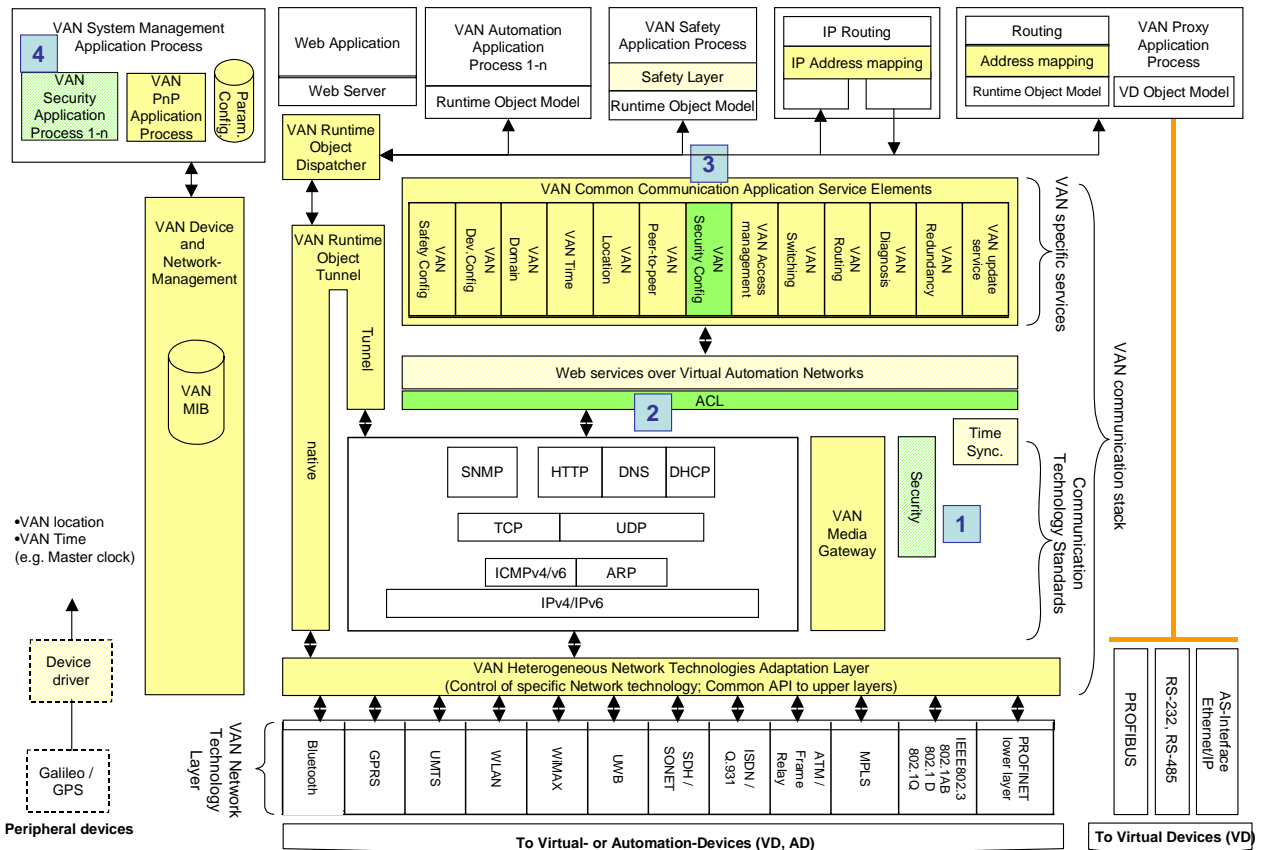 VAN System Management
Application Process
4
VAN
Security
Application
Process 1-n
VAN
PnP
Application
Process
Param.
Config.
Web Application
Web Server
VAN Automation
Application
Process 1-n
Runtime Object Model
VAN Safety
Application Process
Safety Layer
Runtime Object Model
IP Routing
IP Address mapping
Routing
Address mapping
Runtime Object Model
VAN Proxy
Application
Process
VD Object Model
VAN Runtime
Object
Dispatcher
3
VAN Common Communication Application Service Elements
VAN
Safety Config
VAN
Dev.Config
VAN
Domain
VAN Time
VAN
Location
VAN
Peer-to-peer
VAN
Security Config
VAN Access
management
VAN
Switching
VAN
Routing
VAN
Diagnosis
VAN
Redundancy
VAN update
service
VAN specific services
VAN Device
and
Network-
Management
VAN
MIB
VAN Runtime
Object
Tunnel
Tunnel
native
Web services over Virtual Automation Networks
ACL
2
SNMP
HTTP
DNS
DHCP
TCP
UDP
ICMPv4/v6
ARP
IPv4/IPv6
VAN
Media
Gateway
Security
1
Time
Sync.
Communication
Technology Standards
VAN communication stack
•VAN location
•VAN Time
(e.g. Master clock)
Device
driver
Galileo /
GPS
Peripheral devices
VAN Heterogeneous Network Technologies Adaptation Layer
(Control of specific Network technology; Common API to upper layers)
VAN Network
Technology
Layer
Bluetooth
GPRS
UMTS
WLAN
WiMAX
UWB
SDH /
SONET
ISDN /
Q.931
ATM /
Frame
Relay
MPLS
IEEE802.3
802.1AB
802.1 D
802.1Q
PROFINET
lower layer
To Virtual- or Automation-Devices (VD, AD)
PROFIBUS
RS-232, RS-485
AS-Interface
Ethernet/IP
To Virtual Devices (VD)